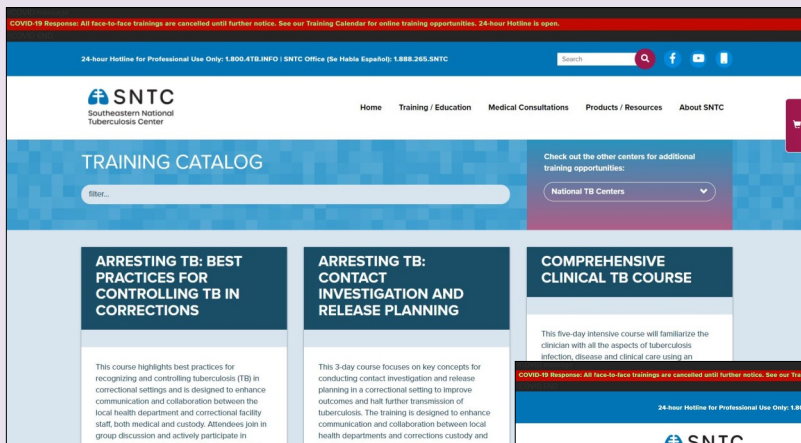 COVID-19 Response: All face-to-face trainings are cancelled until further notice. See our Training Calendar for online training opportunities. 24-hour Hotline is open.
24-hour Hotline for Professional Use Only: 1.800.4TB.INFO | SNTC Office (Se Habla Español): 1.888.265.SNTC
Search
SNTC
Southeastern National
Tuberculosis Center
Home
Training / Education
Medical Consultations
Products / Resources
About SNTC
TRAINING CATALOG
filter...
Check out the other centers for additional
training opportunities:
National TB Centers
ARRESTING TB: BEST
PRACTICES FOR
CONTROLLING TB IN
CORRECTIONS
This course highlights best practices for
recognizing and controlling tuberculosis (TB) in
correctional settings and is designed to enhance
communication and collaboration between the
local health department and correctional facility
staff, both medical and custody. Attendees join in
group discussion and actively participate in
ARRESTING TB:
CONTACT
INVESTIGATION AND
RELEASE PLANNING
This 3-day course focuses on key concepts for
conducting contact investigation and release
planning in a correctional setting to improve
outcomes and halt further transmission of
tuberculosis. The training is designed to enhance
communication and collaboration between local
health departments and corrections custody and
COMPREHENSIVE
CLINICAL TB COURSE
This five-day intensive course will familiarize the
clinician with all the aspects of tuberculosis
infection, disease and clinical care using an
COVID-19 Response: All face-to-face trainings are cancelled until further notice. See our Tra
24-hour Hotline for Professional Use Only: 1.80
SNTC